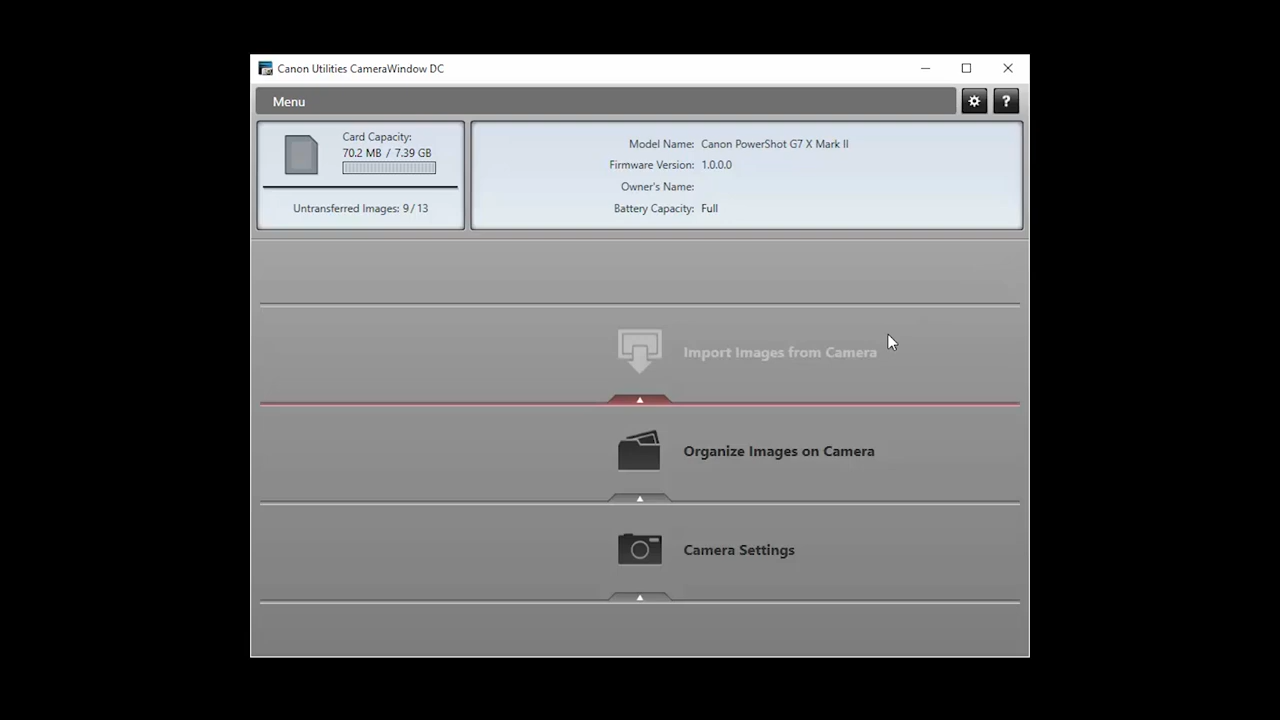 Canon Utilities CameraWindow DC
Menu
?
Card Capacity:
70.2 MB / 7.39 GB
Untransferred Images: 9 / 13
Model Name: Canon PowerShot G7 X Mark II
Firmware Version: 1.0.0.0
Owner's Name:
Battery Capacity: Full
Import Images from Camera
Organize Images on Camera
Camera Settings